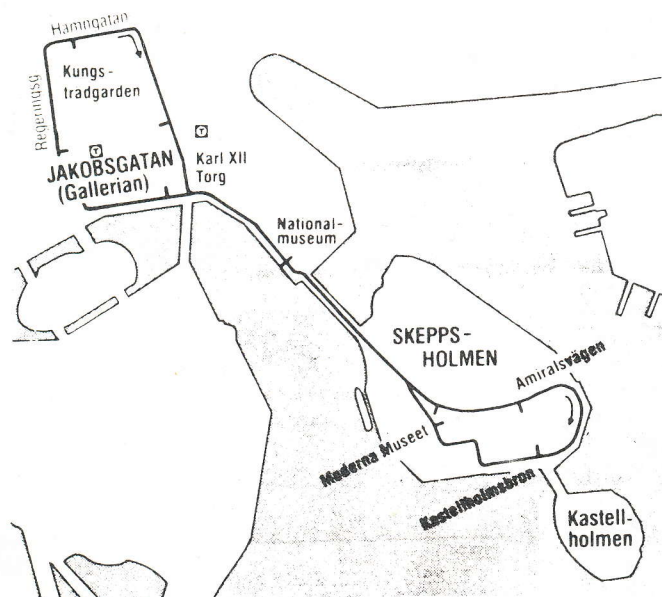 Hamngatan
Kungs-
tradgarden
Regeringsg
T
T
JAKOBSGATAN
(Gallerian)
Karl XII
Torg
National-
museum
SKEPPS-
HOLMEN
Amiralsvägen
Moderna Museet
Kastellholmsbron
Kastell-
holmen